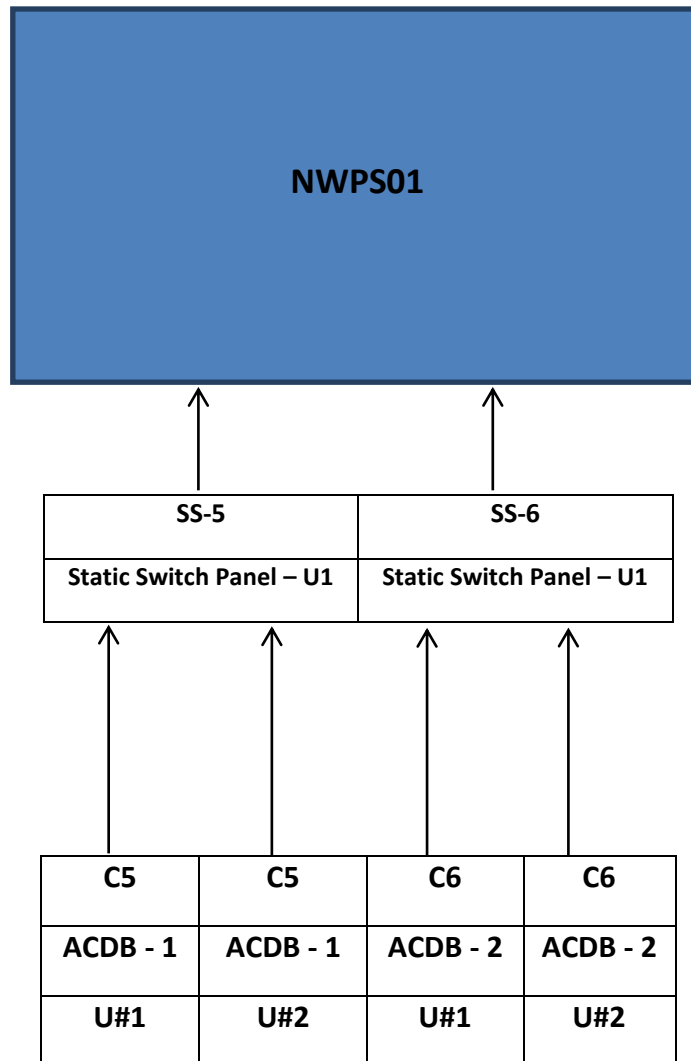 NWPS01
SS-5 SS-6
Static Switch Panel – U1 Static Switch Panel – U1
C5 C5 C6 C6
ACDB - 1 ACDB - 1 ACDB - 2 ACDB - 2
U#1 U#2 U#1 U#2